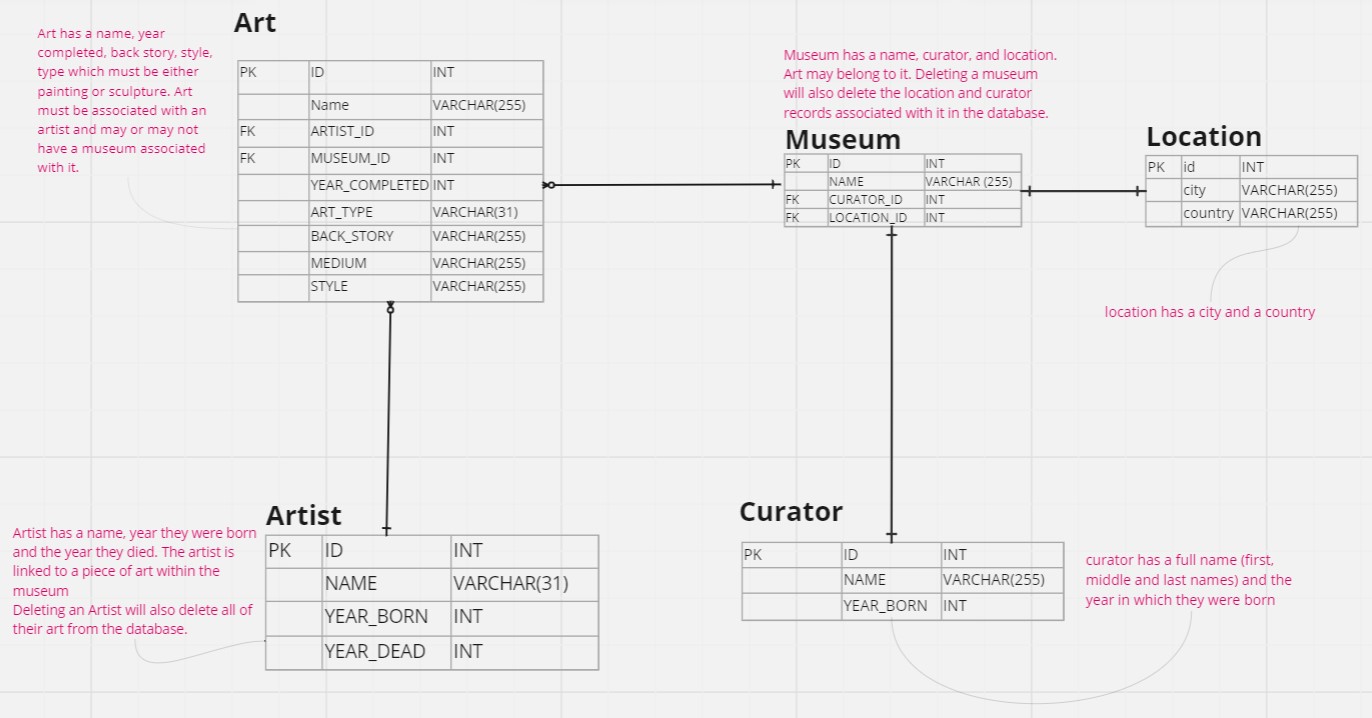 Art
Art has a name, year
completed, back story, style,
type which must be either
painting or sculpture. Art
must be associated with an
artist and may or may not
have a museum associated
with it.
PK ID INT
Name VARCHAR(255)
FK ARTIST_ID INT
FK MUSEUM_ID INT
YEAR_COMPLETED INT
ART_TYPE VARCHAR(31)
BACK_STORY VARCHAR(255)
MEDIUM VARCHAR(255)
STYLE VARCHAR(255)
Museum has a name, curator, and location.
Art may belong to it. Deleting a museum
will also delete the location and curator
records associated with it in the database.
Museum
PK ID INT
NAME VARCHAR (255)
FK CURATOR_ID INT
FK LOCATION_ID INT
Location
PK id INT
city VARCHAR(255)
country VARCHAR(255)
location has a city and a country
Artist
Artist has a name, year they were born
and the year they died. The artist is
linked to a piece of art within the
museum
Deleting an Artist will also delete all of
their art from the database.
PK ID INT
NAME VARCHAR(31)
YEAR_BORN INT
YEAR_DEAD INT
Curator
PK ID INT
NAME VARCHAR(255)
YEAR_BORN INT
curator has a full name (first,
middle and last names) and the
year in which they were born